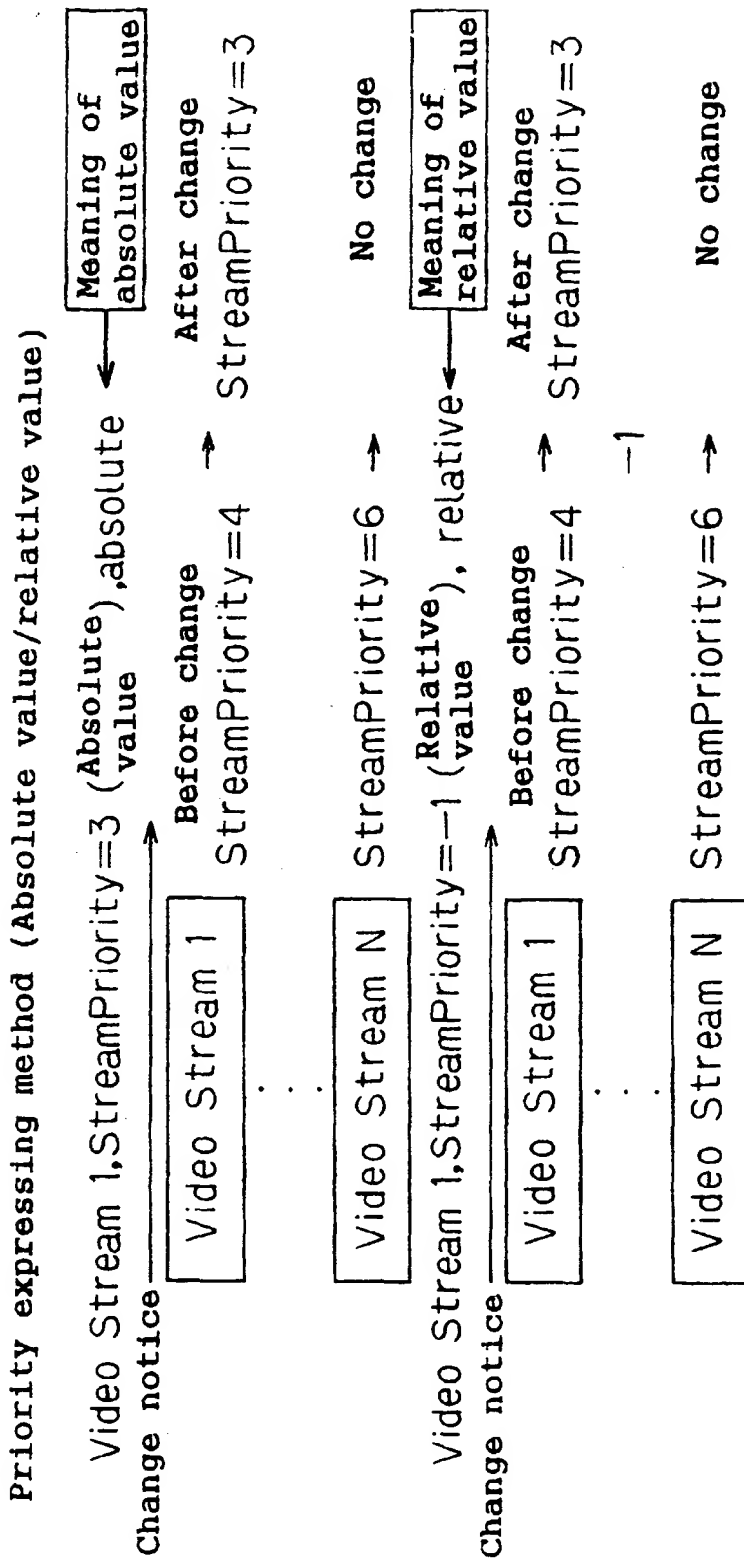 Priority expressing method (Absolute value/relative value)
Video Stream 1,StreamPriority=3 (Absolute value),absolute
Meaning of
absolute value
Change notice
Before change
After change
Video Stream 1
StreamPriority=4 → StreamPriority=3
. . .
Video Stream N
StreamPriority=6 → No change
Video Stream 1,StreamPriority=-1 (Relative value), relative
Meaning of
relative value
Change notice
Before change
After change
Video Stream 1
StreamPriority=4 → StreamPriority=3
-1
. . .
Video Stream N
StreamPriority=6 → No change